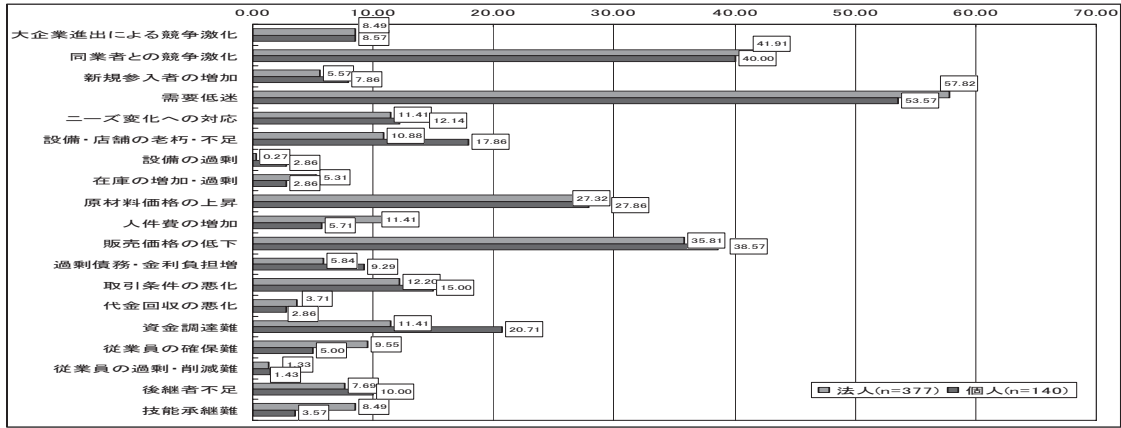 0.00 10.00 20.00 30.00 40.00 50.00 60.00 70.00
大企業進出による競争激化 8.49
8.57
同業者との競争激化 41.91
40.00
新規参入者の増加 5.57
7.86
需要低迷 57.82
53.57
ニーズ変化への対応 11.41
12.14
設備・店舗の老朽・不足 10.88
17.86
設備の過剰 0.27
2.86
在庫の増加・過剰 5.31
2.86
原材料価格の上昇 27.32
27.86
人件費の増加 11.41
5.71
販売価格の低下 35.81
38.57
過剰債務・金利負担増 5.84
9.29
取引条件の悪化 12.20
15.00
代金回収の悪化 3.71
2.86
資金調達難 11.41
20.71
従業員の確保難 9.55
5.00
従業員の過剰・削減難 1.33
1.43
後継者不足 7.69
10.00
法人(n=377) 個人(n=140)
技能承継難 8.49
3.57